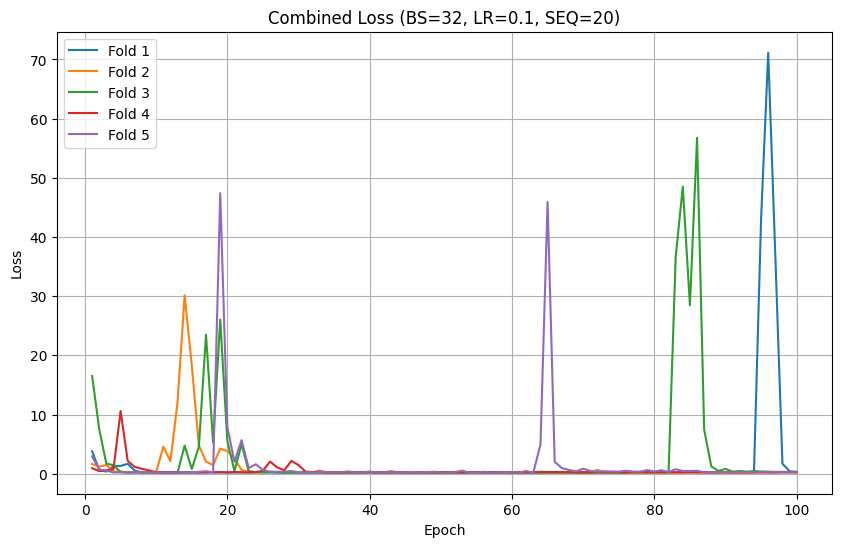 Combined Loss (BS=32, LR=0.1, SEQ=20)
Fold 1
Fold 2
Fold 3
Fold 4
Fold 5
70
60
50
40
30
20
10
0
Loss
0 20 40 60 80 100
Epoch